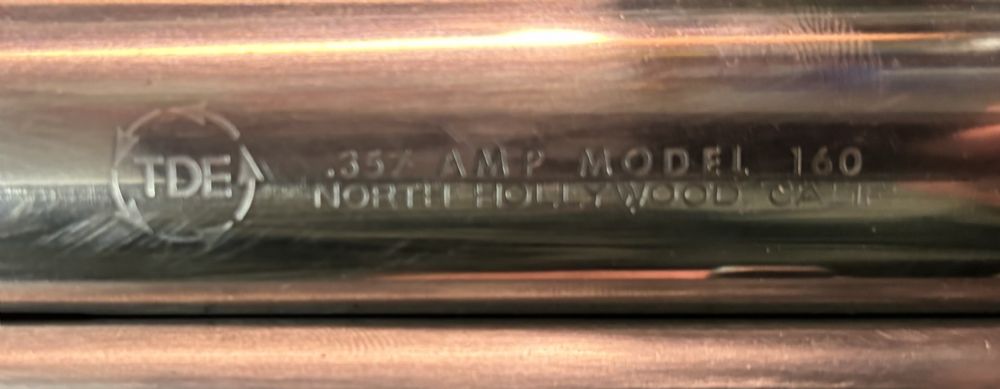 TDE
.357 AMP MODEL 160
NORTH HOLLYWOOD, CALIF.